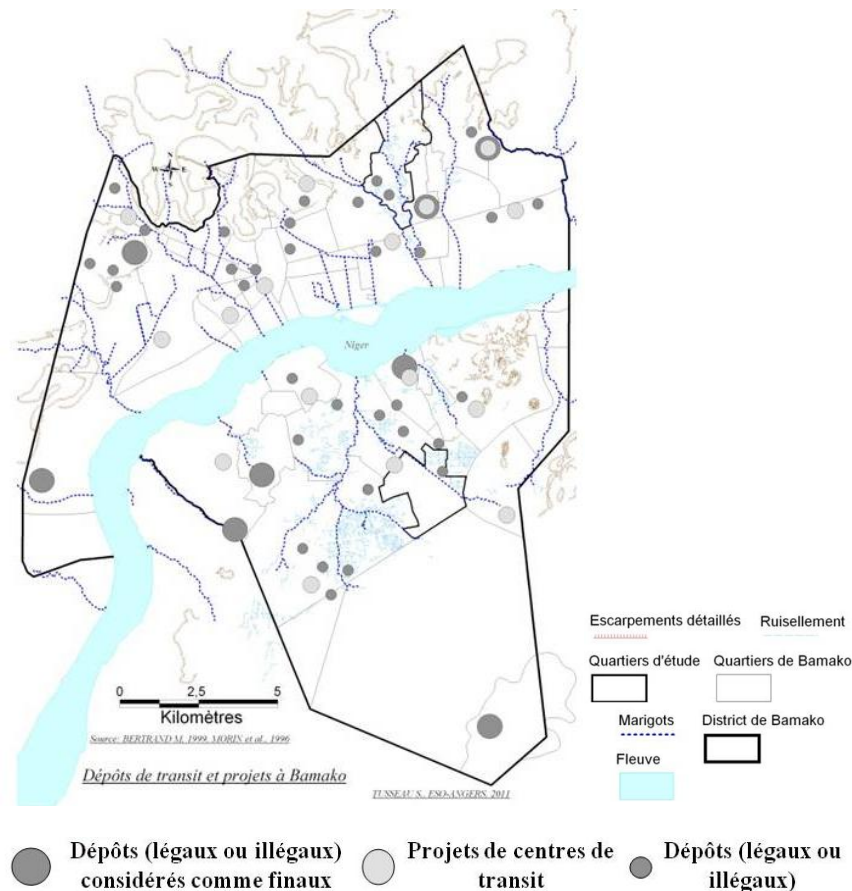 N
W E
S
Niger
0 2,5 5
Kilomètres
Source: BERTRAND M, 1999, MORIN et al., 1996
Dépôts de transit et projets à Bamako
TUSSEAU S., ESO-ANGERS, 2011
Escarpements détaillés Ruisellement
Quartiers d'étude Quartiers de Bamako
Marigots District de Bamako
Fleuve
Dépôts (légaux ou illégaux) considérés comme finaux
Projets de centres de transit
Dépôts (légaux ou illégaux)